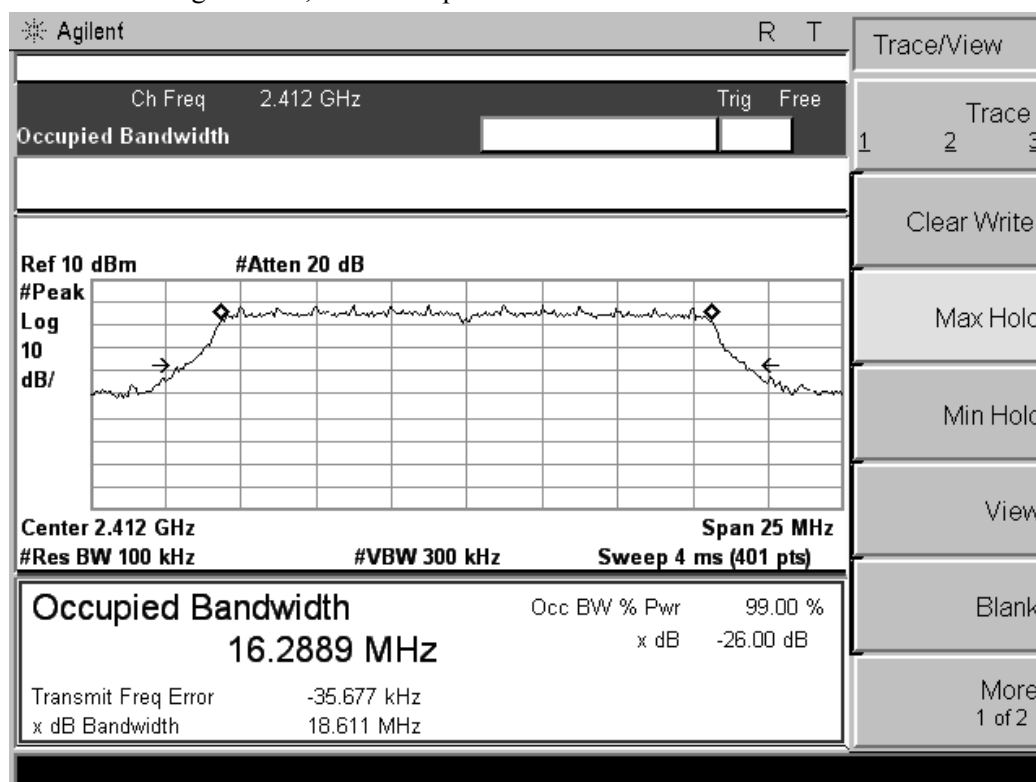 Agilent R T
Trace/View
Ch Freq 2.412 GHz Trig Free
Occupied Bandwidth
Trace
1 2 3
Clear Write
Max Hold
Min Hold
View
Blank
More
1 of 2
Ref 10 dBm #Atten 20 dB
#Peak
Log
10
dB/
Center 2.412 GHz Span 25 MHz
#Res BW 100 kHz #VBW 300 kHz Sweep 4 ms (401 pts)
Occupied Bandwidth
16.2889 MHz
Occ BW % Pwr 99.00 %
x dB -26.00 dB
Transmit Freq Error -35.677 kHz
x dB Bandwidth 18.611 MHz